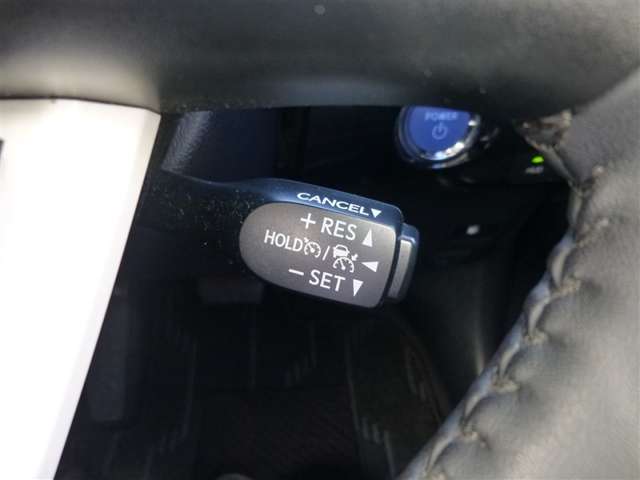 POWER
CANCEL▼
+ RES ▲
HOLD / ◀
− SET ▼